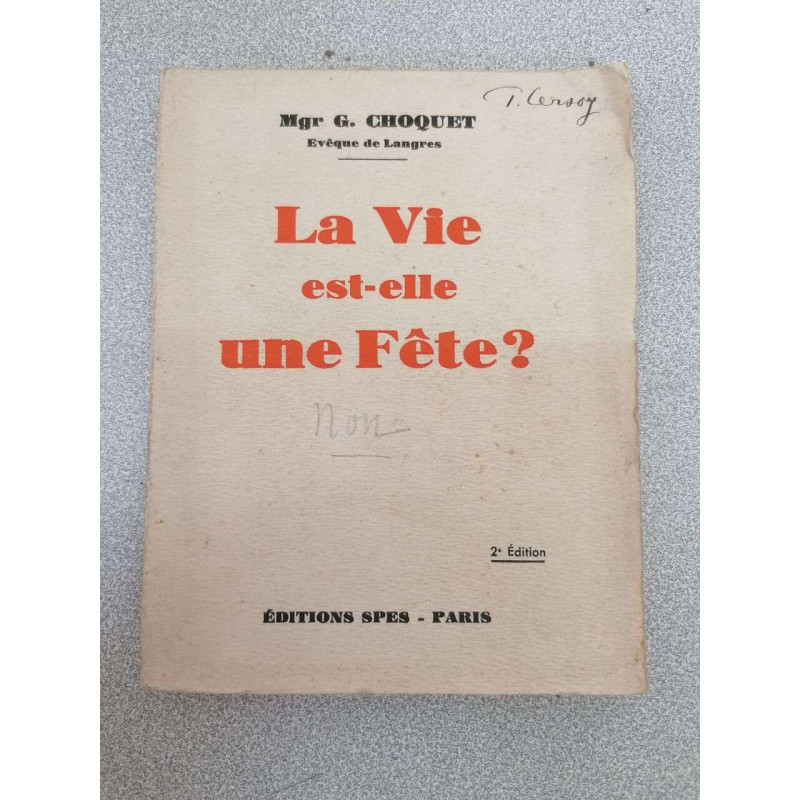 Mgr G. CHOQUET
Evêque de Langres
La Vie
est-elle
une Fête?
Non
2e Édition
ÉDITIONS SPES - PARIS